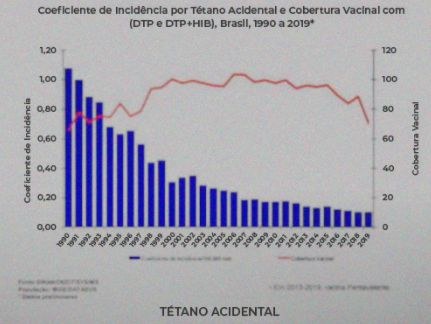 Coeficiente de Incidência por Tétano Acidental e Cobertura Vacinal com
(DTP e DTP+HIB), Brasil, 1990 a 2019*
1,20
1,00
0,80
0,60
0,40
0,20
0,00
120
100
80
60
40
20
0
Coeficiente de Incidência
Cobertura Vacinal
1990 1991 1992 1993 1994 1995 1996 1997 1998 1999 2000 2001 2002 2003 2004 2005 2006 2007 2008 2009 2010 2011 2012 2013 2014 2015 2016 2017 2018 2019
Cobertura Vacinal
TÉTANO ACIDENTAL